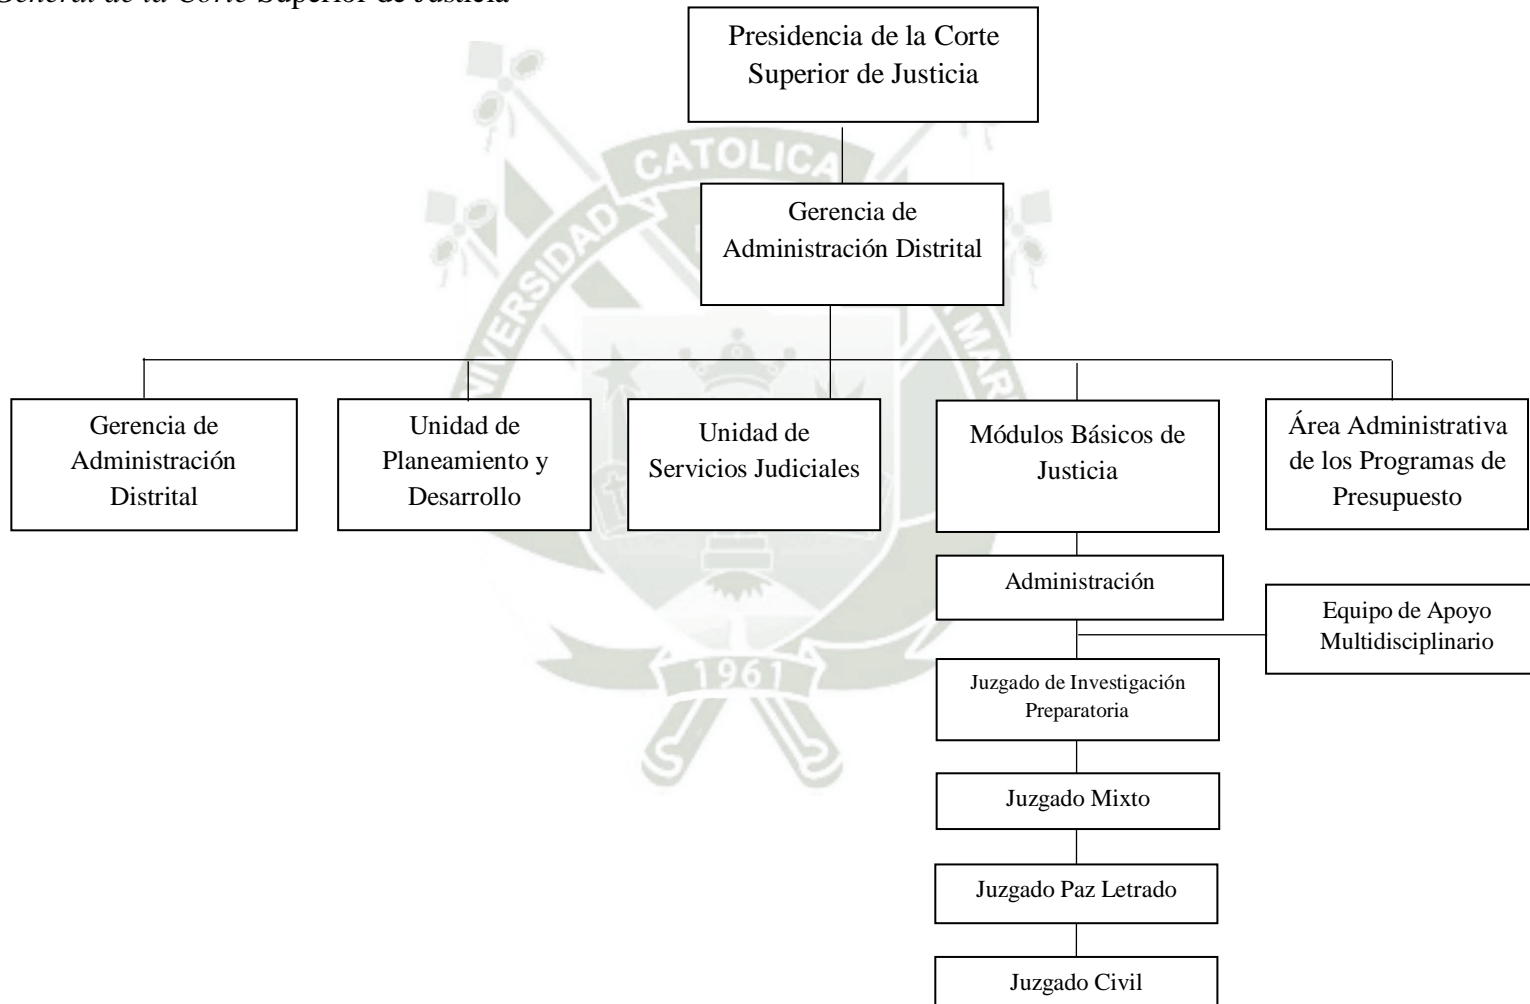 General de la Corte Superior de Justicia
Presidencia de la Corte
Superior de Justicia
Gerencia de
Administración Distrital
Gerencia de
Administración
Distrital
Unidad de
Planeamiento y
Desarrollo
Unidad de
Servicios Judiciales
Módulos Básicos de
Justicia
Área Administrativa
de los Programas de
Presupuesto
Administración
Equipo de Apoyo
Multidisciplinario
Juzgado de Investigación
Preparatoria
Juzgado Mixto
Juzgado Paz Letrado
Juzgado Civil
UNIVERSIDAD
CATOLICA
MAR
1961